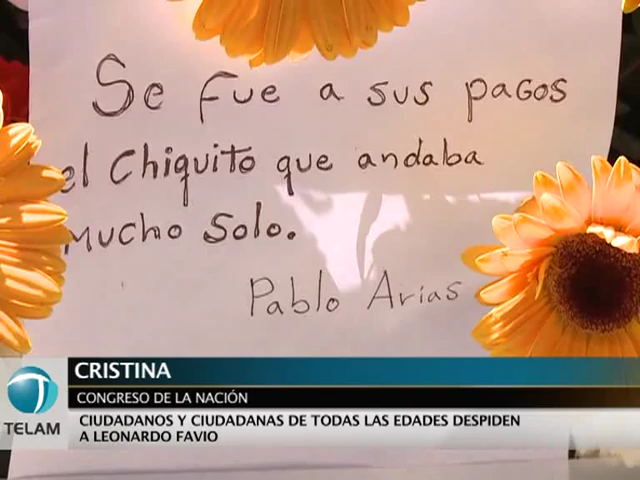 Se fue a sus pagos
el Chiquito que andaba
mucho solo.
Pablo Arias
CRISTINA
CONGRESO DE LA NACIÓN
CIUDADANOS Y CIUDADANAS DE TODAS LAS EDADES DESPIDEN
A LEONARDO FAVIO
TELAM